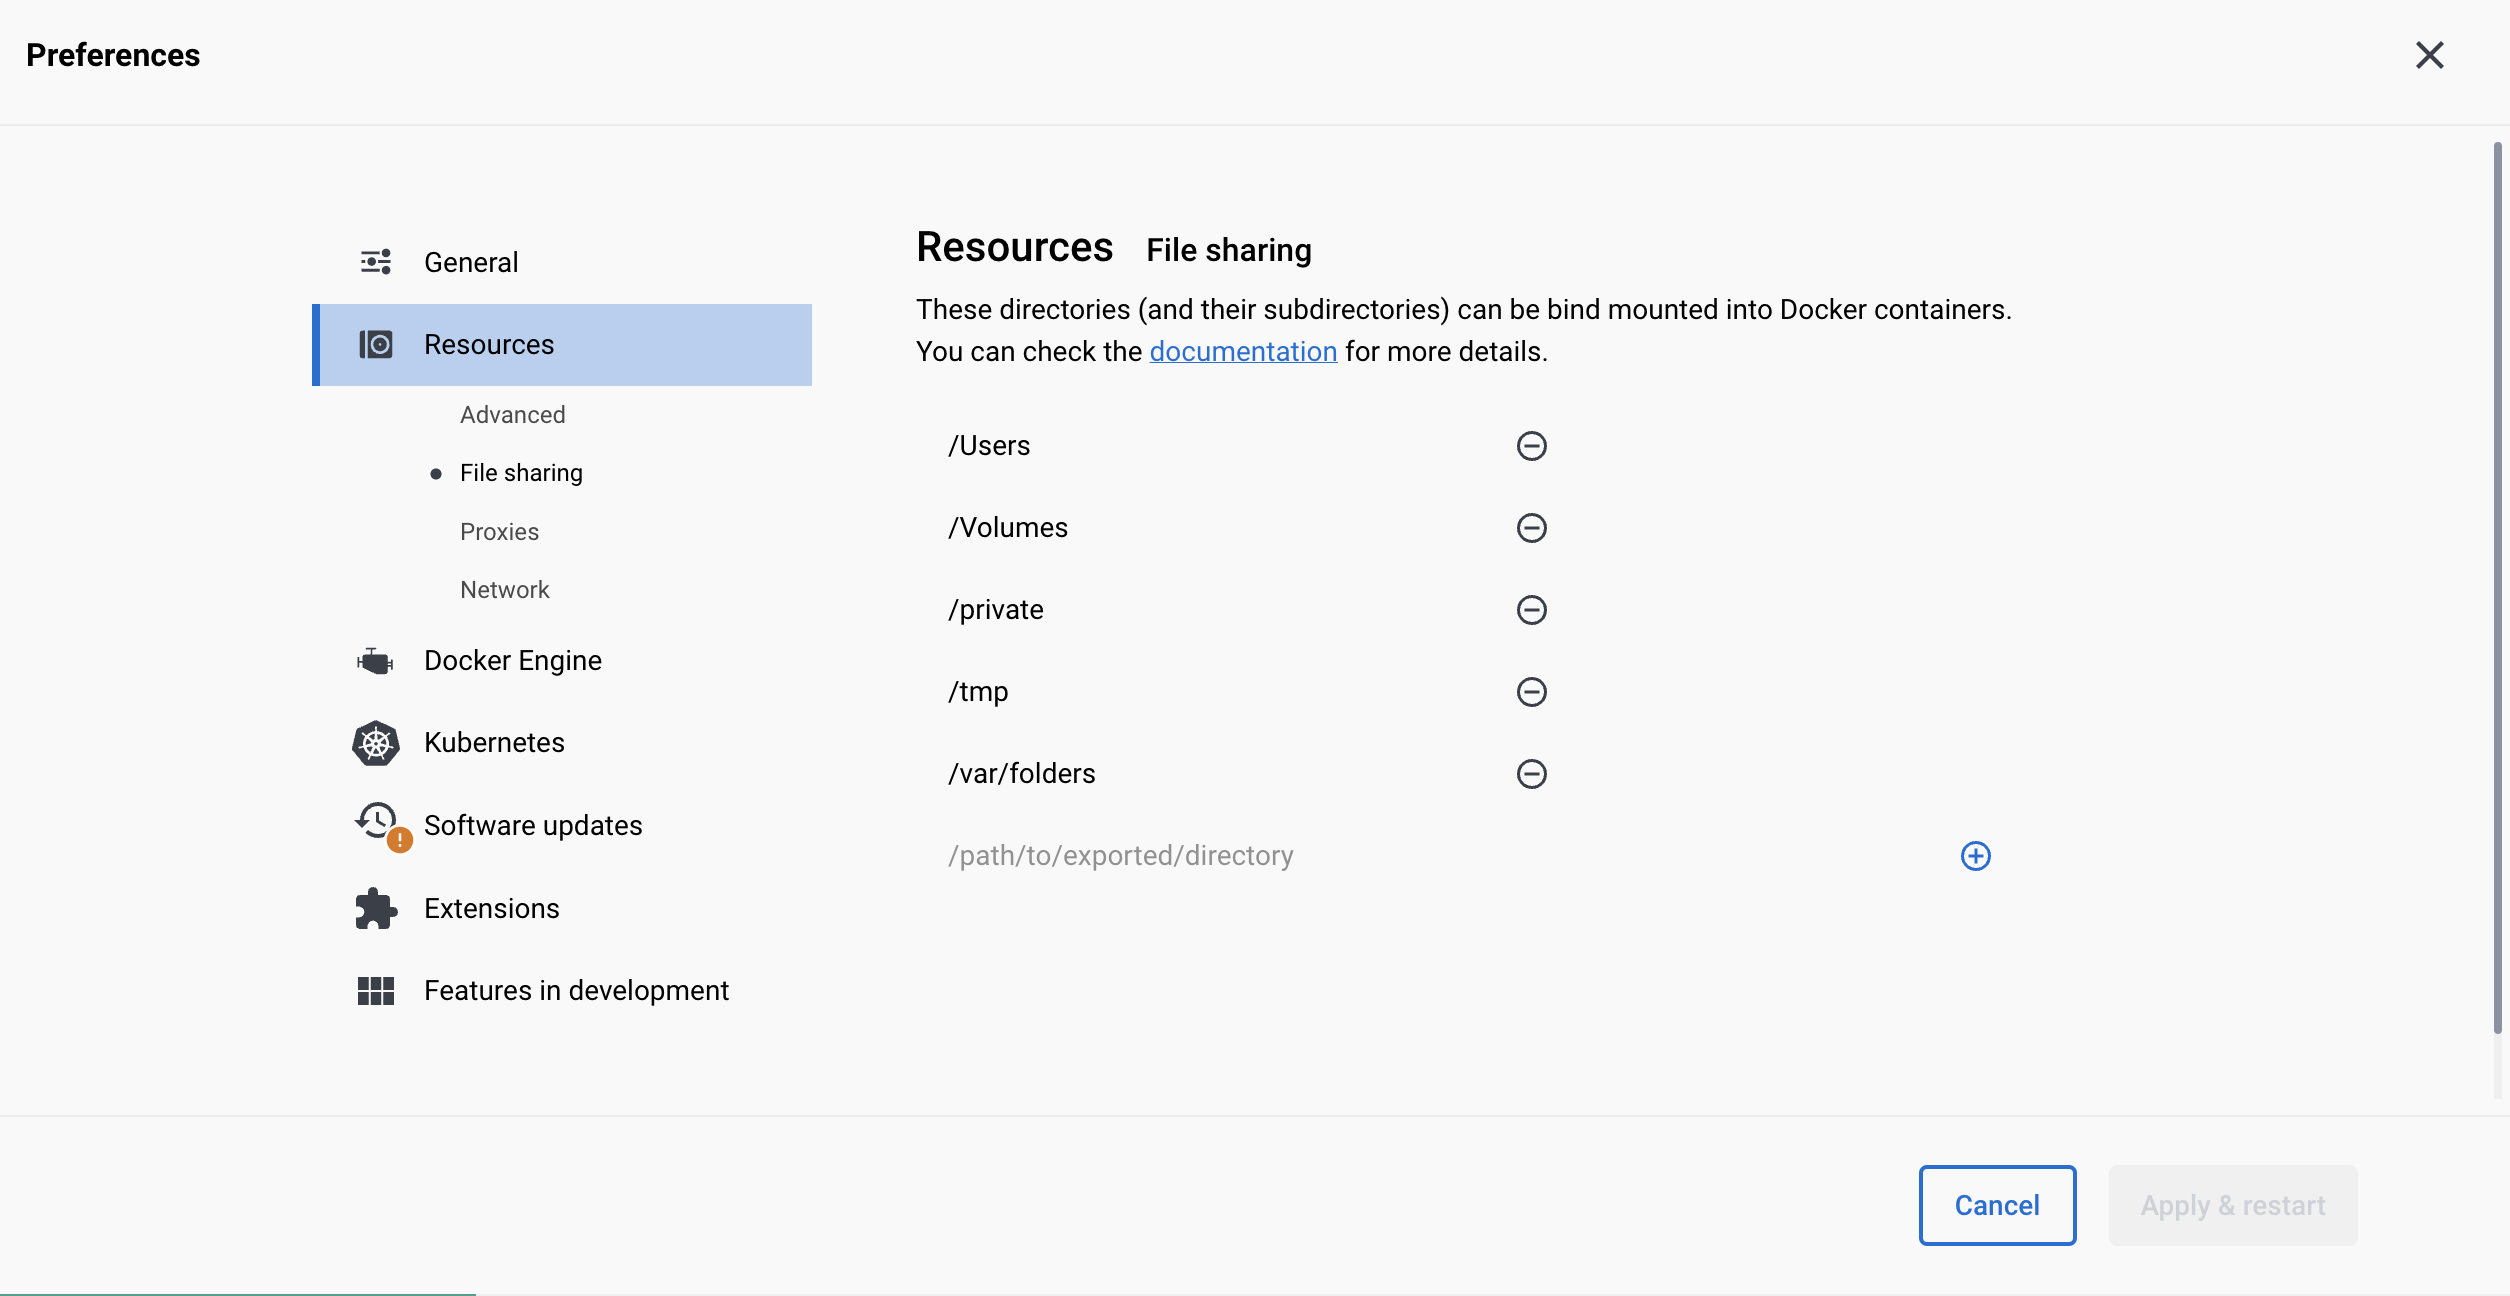 Preferences
General
Resources
Advanced
File sharing
Proxies
Network
Docker Engine
Kubernetes
Software updates
Extensions
Features in development
Resources File sharing
These directories (and their subdirectories) can be bind mounted into Docker containers.
You can check the documentation for more details.
/Users
/Volumes
/private
/tmp
/var/folders
/path/to/exported/directory
Cancel
Apply & restart